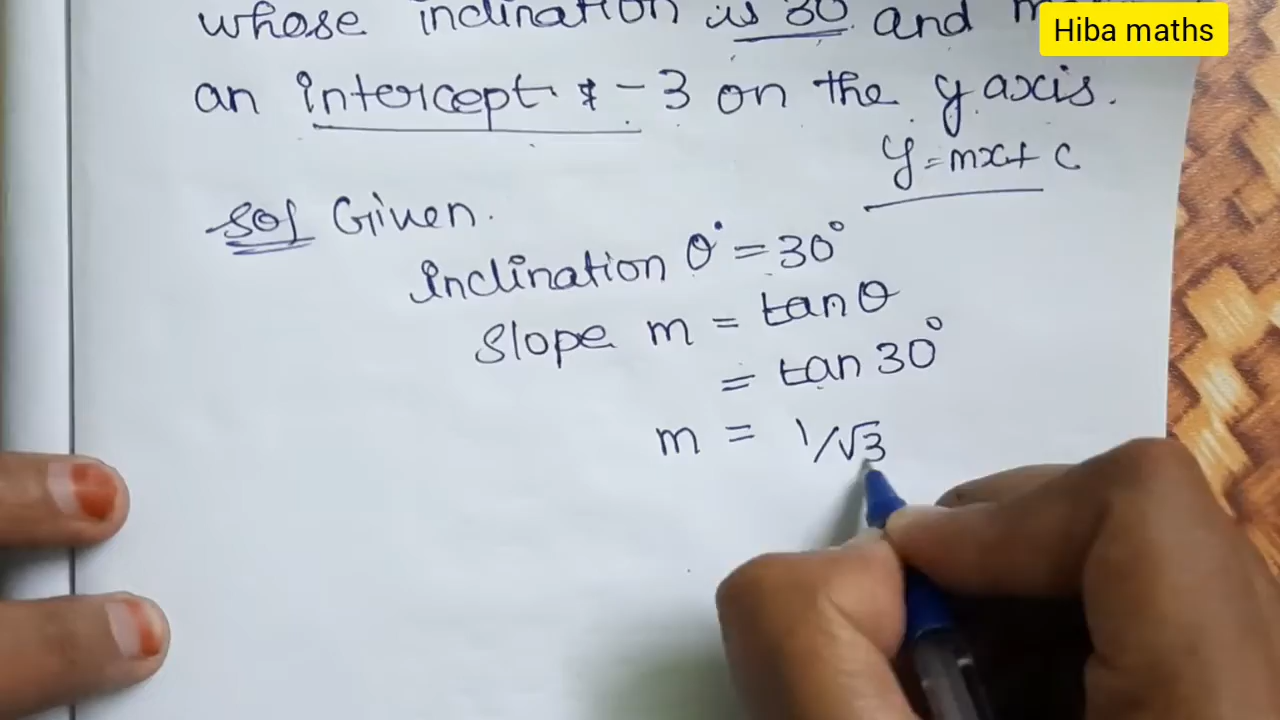 whose inclination is 30 and
Hiba maths
an intercept & -3 on the y axis.
y = mx + c
Sol Given.
Inclination θ = 30°
Slope m = tan θ
= tan 30°
m = 1/√3